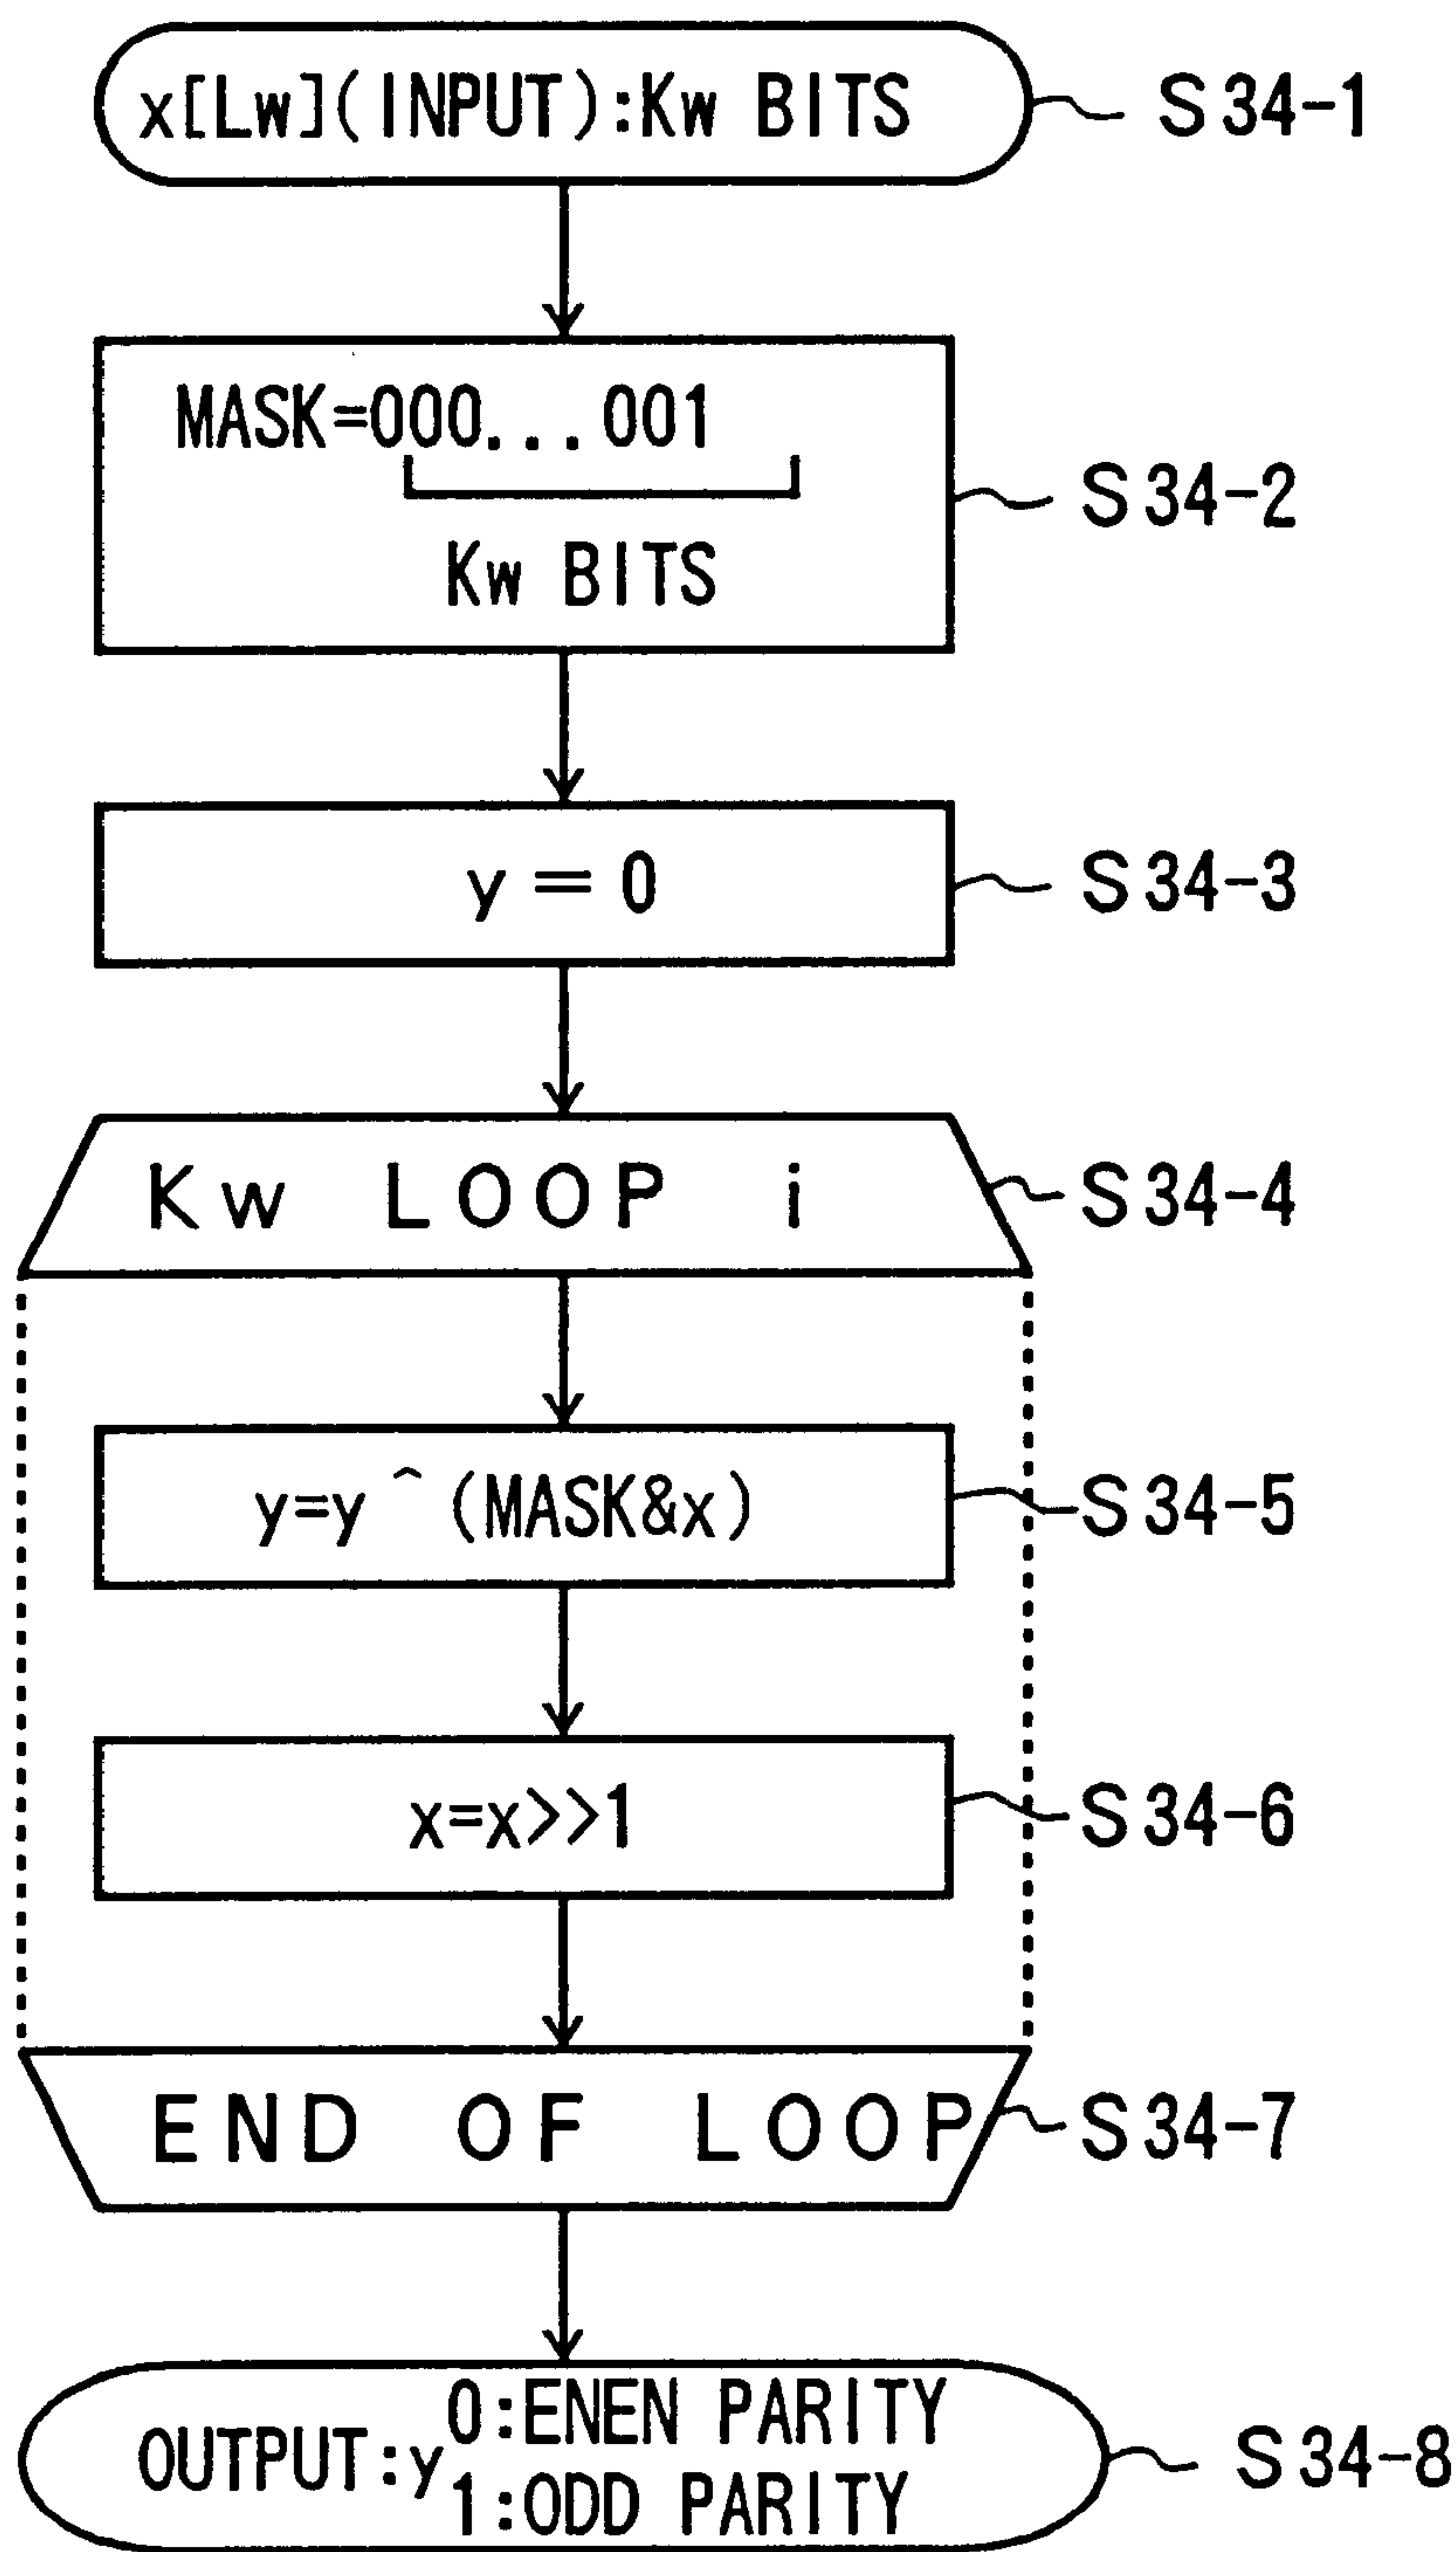 x[Lw](INPUT):Kw BITS
S34-1
MASK=000...001
Kw BITS
S34-2
y = 0
S34-3
Kw LOOP i
S34-4
y=y ^ (MASK&x)
S34-5
x=x>>1
S34-6
END OF LOOP
S34-7
0:ENEN PARITY
OUTPUT:y
1:ODD PARITY
S34-8